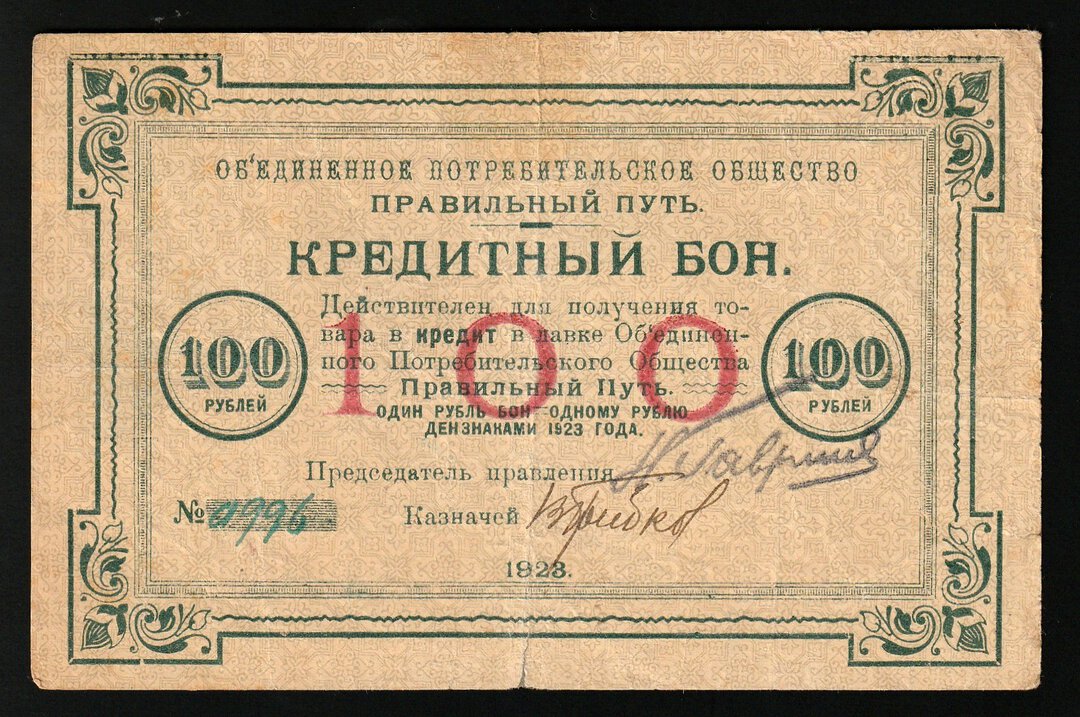 ОБ'ЕДИНЕННОЕ ПОТРЕБИТЕЛЬСКОЕ ОБЩЕСТВО
ПРАВИЛЬНЫЙ ПУТЬ.
КРЕДИТНЫЙ БОН.
100
РУБЛЕЙ
Действителен для получения то-
вара в кредит в лавке Об'единен-
ного Потребительского Общества
Правильный Путь.
100
ОДИН РУБЛЬ БОН—ОДНОМУ РУБЛЮ
ДЕНЗНАКАМИ 1923 ГОДА.
100
РУБЛЕЙ
Председатель правления
№
Казначей
1923.